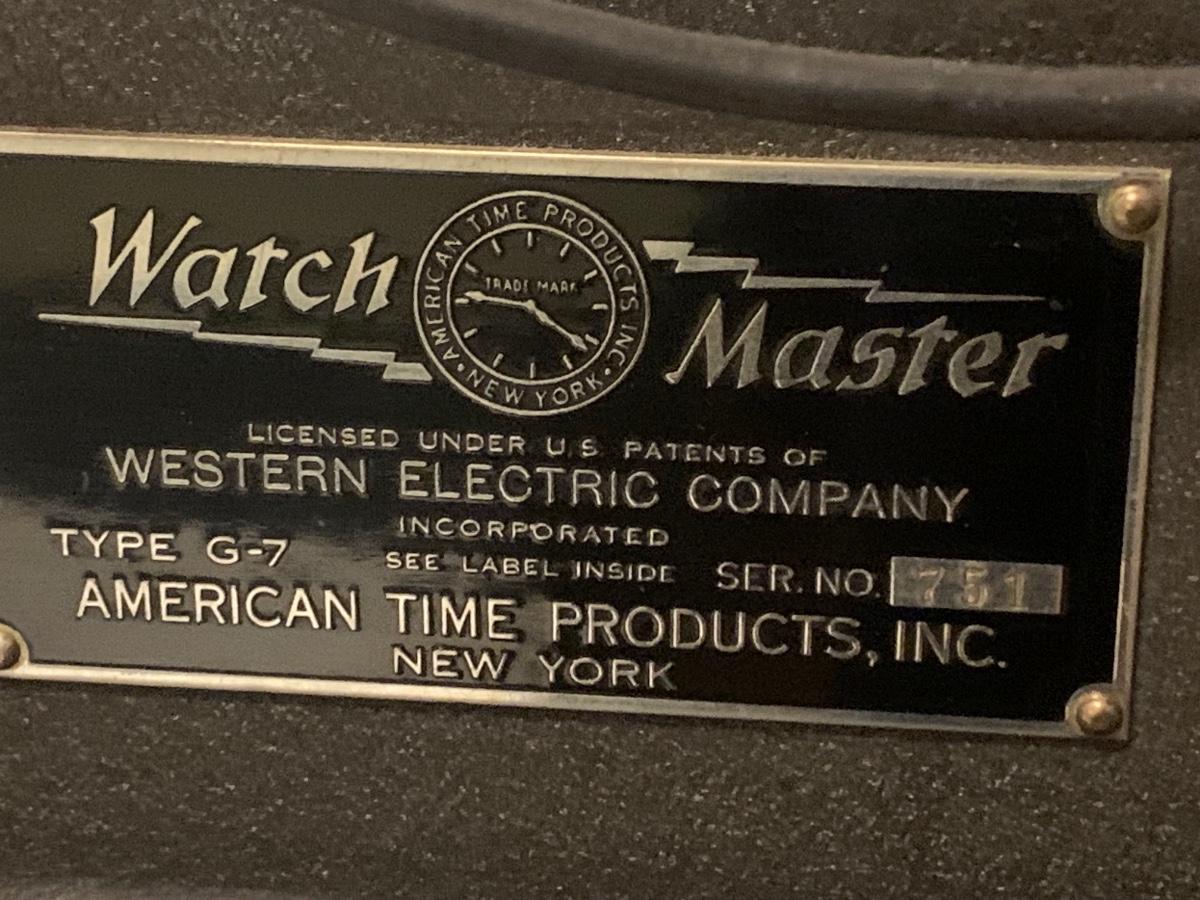 Watch
AMERICAN TIME PRODUCTS INC.
TRADE MARK
• NEW YORK •
Master
LICENSED UNDER U.S. PATENTS OF
WESTERN ELECTRIC COMPANY
INCORPORATED
TYPE G-7
SEE LABEL INSIDE
SER. NO. 751
AMERICAN TIME PRODUCTS, INC.
NEW YORK